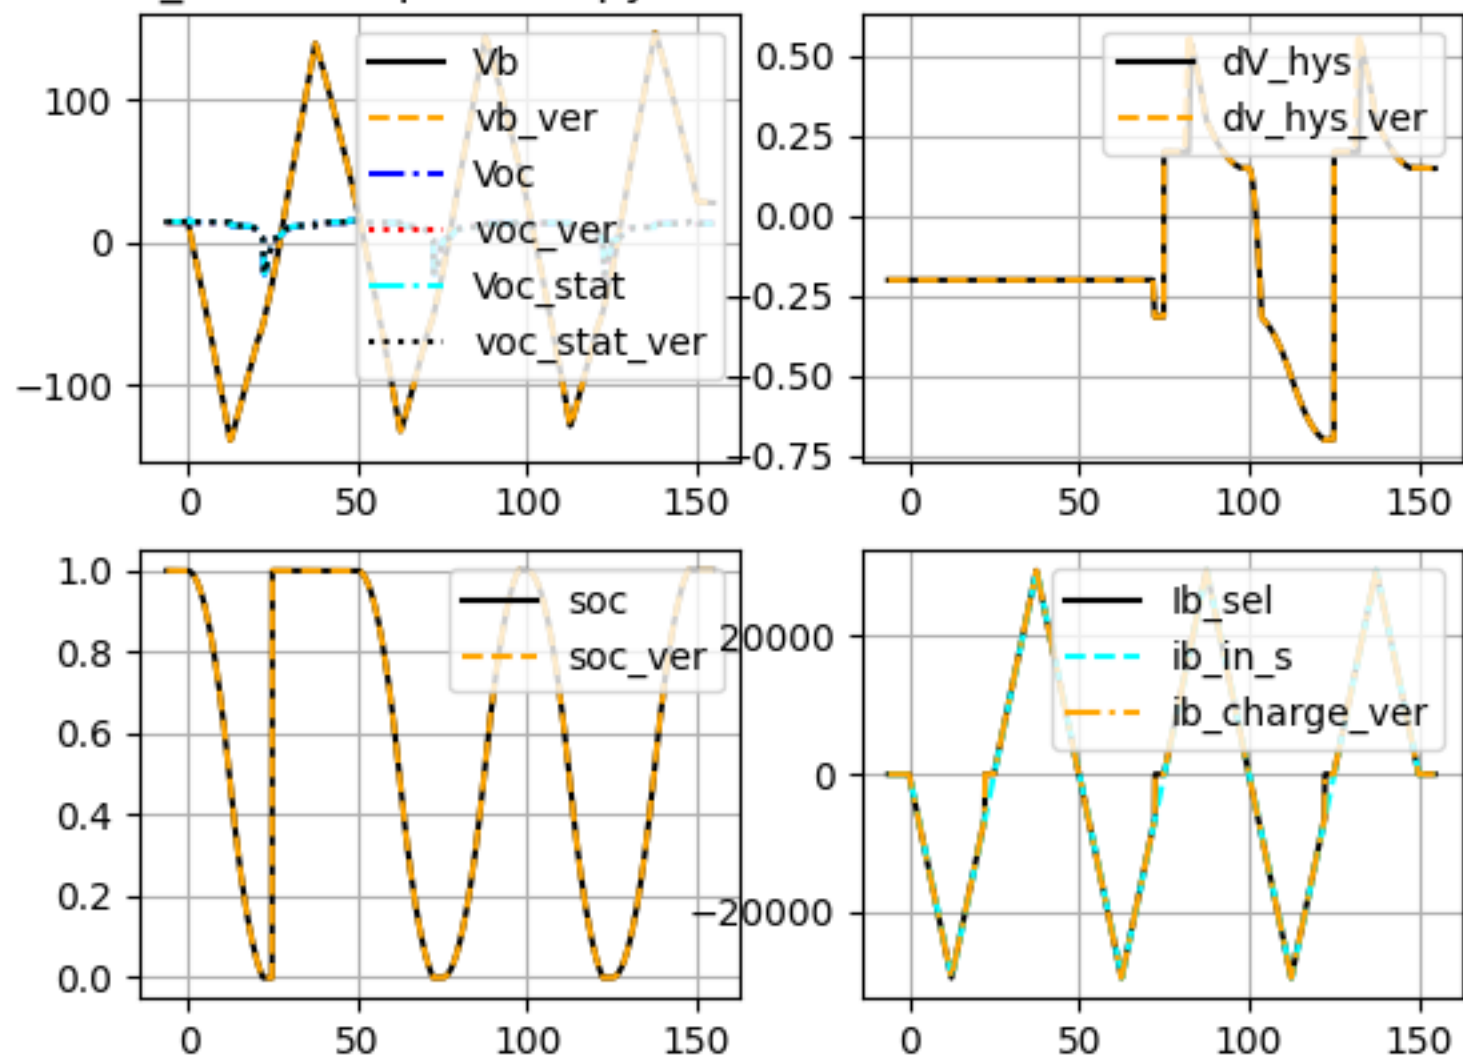 100
0
−100
Vb
vb_ver
Voc
voc_ver
Voc_stat
voc_stat_ver
0 50 100 150
0.50
0.25
0.00
−0.25
−0.50
−0.75
dV_hys
dv_hys_ver
0 50 100 150
1.0
0.8
0.6
0.4
0.2
0.0
soc
soc_ver
0 50 100 150
20000
0
−20000
Ib_sel
ib_in_s
ib_charge_ver
0 50 100 150